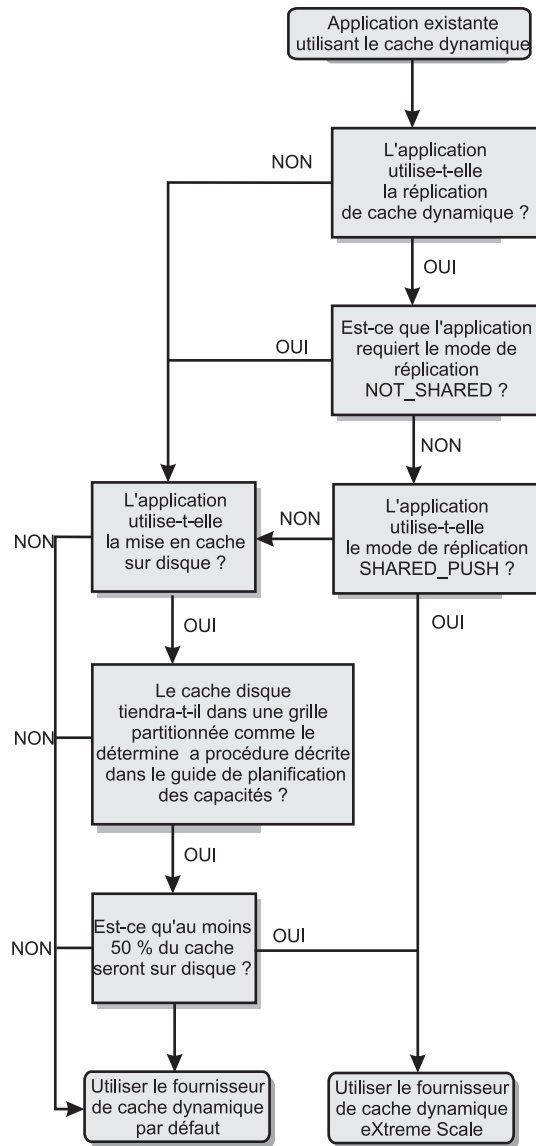 Application existante
utilisant le cache dynamique
NON
L'application
utilise-t-elle
la réplication
de cache dynamique ?
OUI
OUI
Est-ce que l'application
requiert le mode de
réplication
NOT_SHARED ?
NON
NON
L'application
utilise-t-elle
la mise en cache
sur disque ?
NON
L'application
utilise-t-elle
le mode de réplication
SHARED_PUSH ?
OUI
OUI
NON
Le cache disque
tiendra-t-il dans une grille
partitionnée comme le
détermine a procédure décrite
dans le guide de planification
des capacités ?
OUI
NON
Est-ce qu'au moins
50 % du cache
seront sur disque ?
OUI
Utiliser le fournisseur
de cache dynamique
par défaut
Utiliser le fournisseur
de cache dynamique
eXtreme Scale